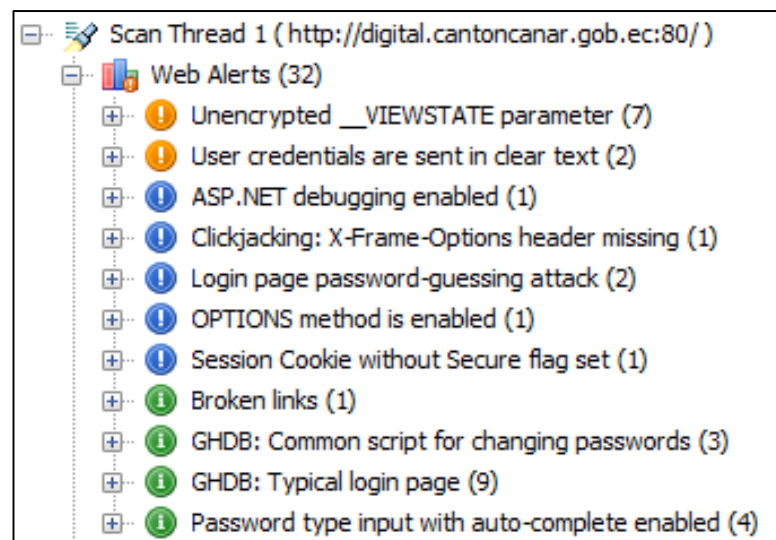 Scan Thread 1 ( http://digital.cantoncanar.gob.ec:80/ )
Web Alerts (32)
Unencrypted __VIEWSTATE parameter (7)
User credentials are sent in clear text (2)
ASP.NET debugging enabled (1)
Clickjacking: X-Frame-Options header missing (1)
Login page password-guessing attack (2)
OPTIONS method is enabled (1)
Session Cookie without Secure flag set (1)
Broken links (1)
GHDB: Common script for changing passwords (3)
GHDB: Typical login page (9)
Password type input with auto-complete enabled (4)